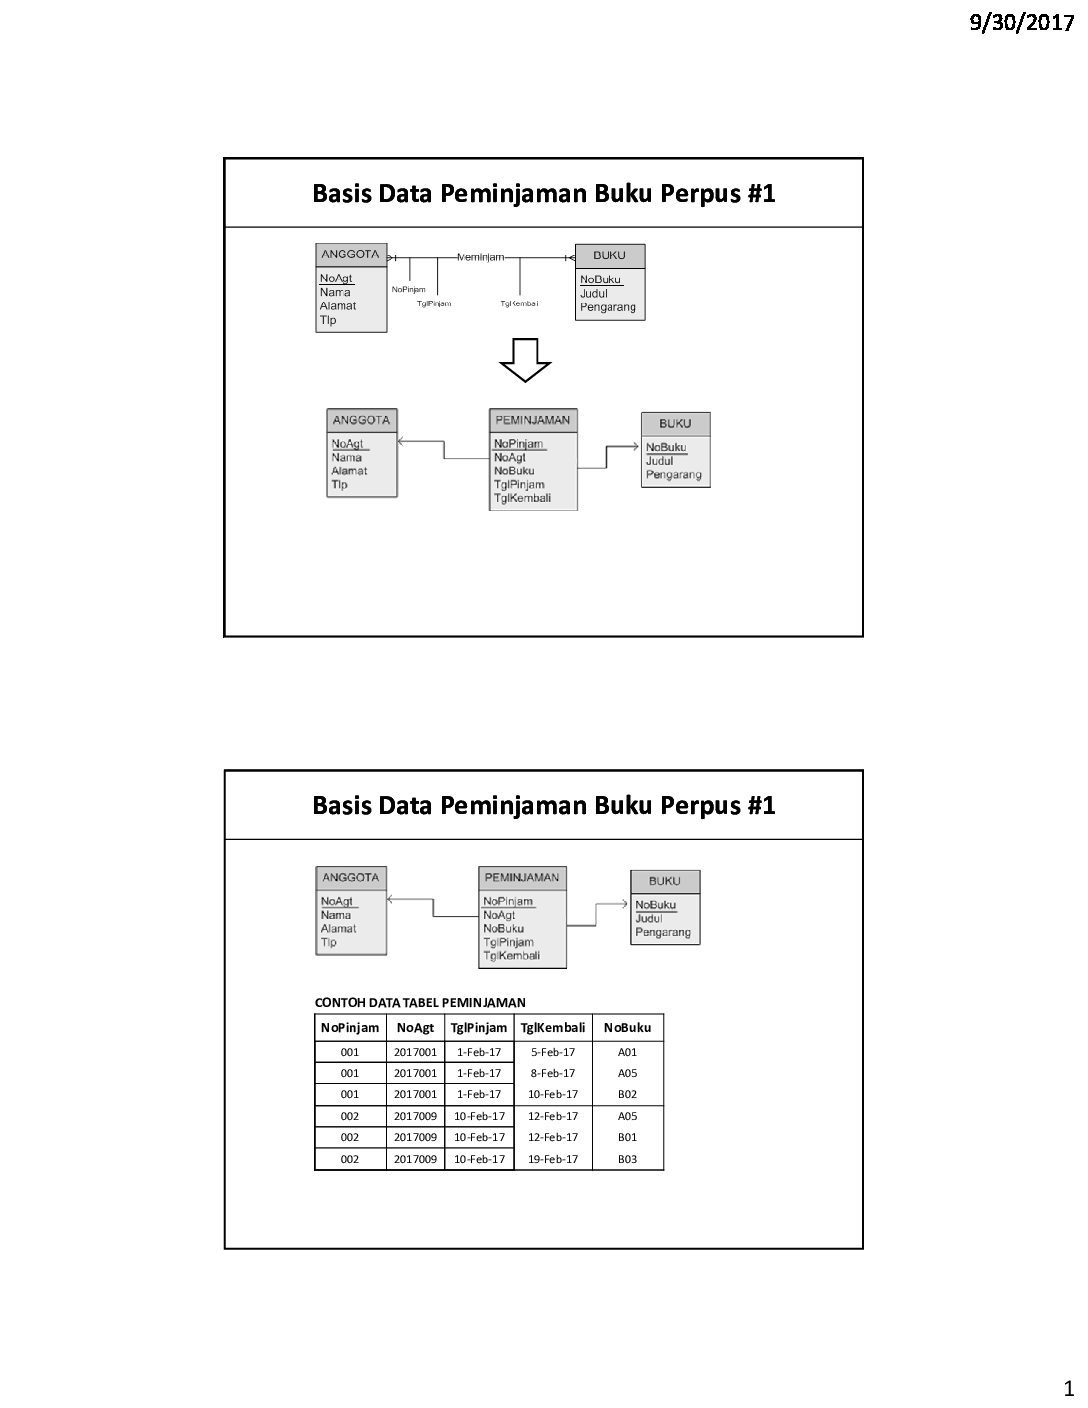 9/30/2017
Basis Data Peminjaman Buku Perpus #1
ANGGOTA Meminjam BUKU
NoAgt
Nama
Alamat
Tlp
NoPinjam
TglPinjam
TglKembali
NoBuku
Judul
Pengarang
ANGGOTA
NoAgt
Nama
Alamat
Tlp
PEMINJAMAN
NoPinjam
NoAgt
NoBuku
TglPinjam
TglKembali
BUKU
NoBuku
Judul
Pengarang
Basis Data Peminjaman Buku Perpus #1
ANGGOTA
NoAgt
Nama
Alamat
Tlp
PEMINJAMAN
NoPinjam
NoAgt
NoBuku
TglPinjam
TglKembali
BUKU
NoBuku
Judul
Pengarang
CONTOH DATA TABEL PEMINJAMAN
NoPinjam NoAgt TglPinjam TglKembali NoBuku
001 2017001 1-Feb-17 5-Feb-17 A01
001 2017001 1-Feb-17 8-Feb-17 A05
001 2017001 1-Feb-17 10-Feb-17 B02
002 2017009 10-Feb-17 12-Feb-17 A05
002 2017009 10-Feb-17 12-Feb-17 B01
002 2017009 10-Feb-17 19-Feb-17 B03
1